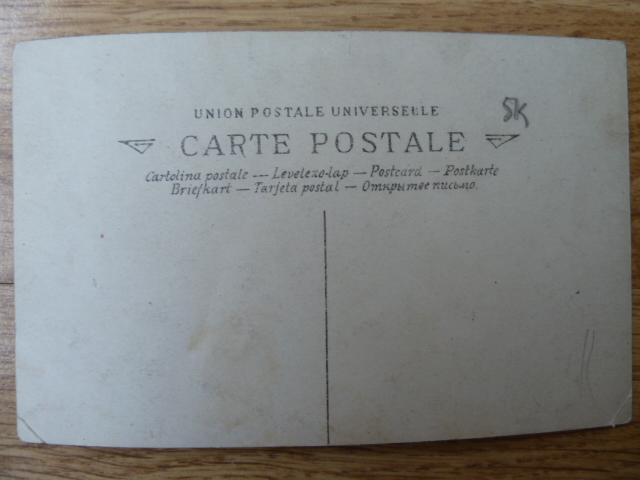 UNION POSTALE UNIVERSELLE
5K
CARTE POSTALE
Cartolina postale --- Levelezo-lap — Postcard — Postkarte
Briefkart — Tarjeta postal — Открытое письмо.